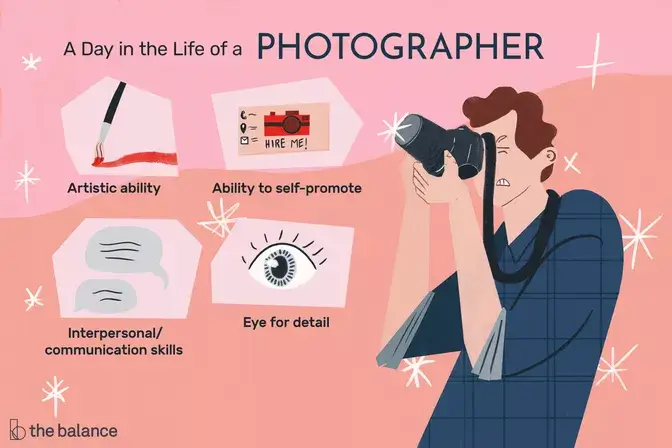 A Day in the Life of a PHOTOGRAPHER
HIRE ME!
Artistic ability
Ability to self-promote
Interpersonal/
communication skills
Eye for detail
the balance